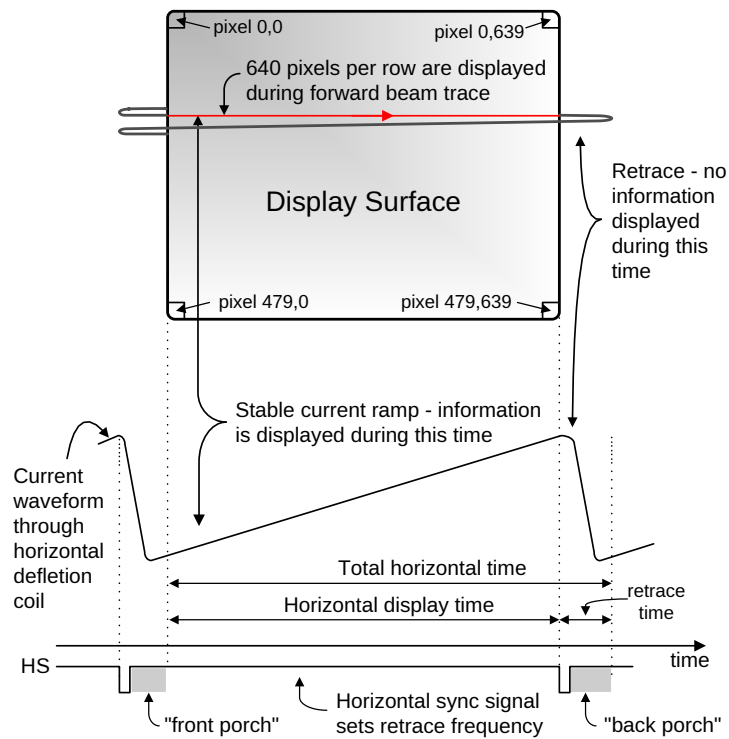 pixel 0,0
pixel 0,639
640 pixels per row are displayed
during forward beam trace
Retrace - no
information
displayed
during this
time
Display Surface
pixel 479,0
pixel 479,639
Stable current ramp - information
is displayed during this time
Current
waveform
through
horizontal
defletion
coil
Total horizontal time
Horizontal display time
retrace
time
time
HS
"front porch"
Horizontal sync signal
sets retrace frequency
"back porch"